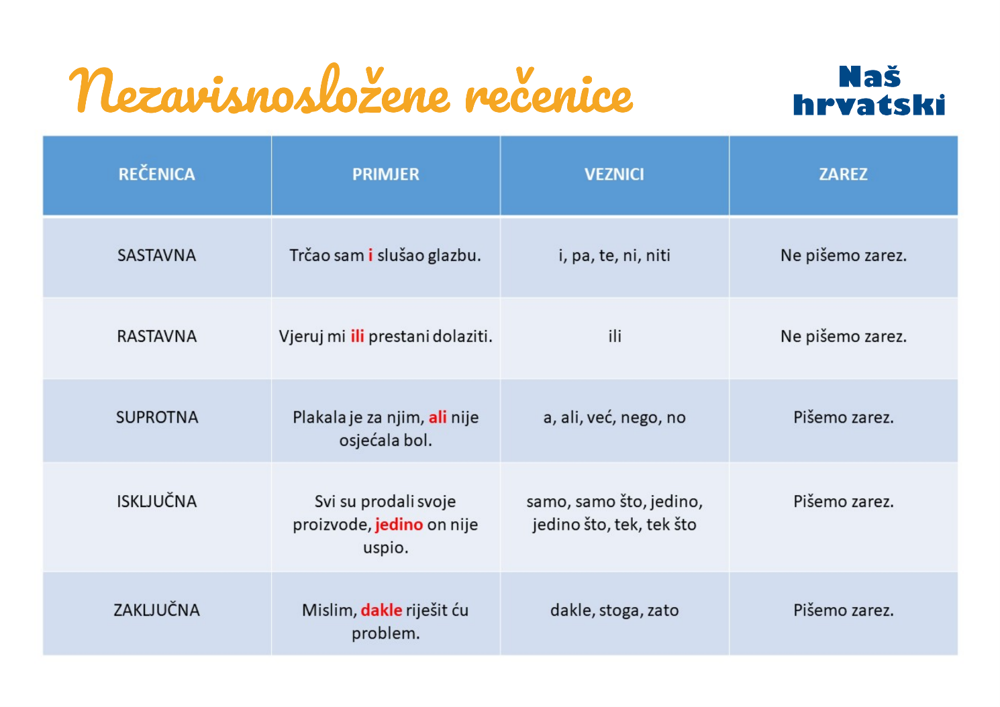 Nezavisnosložene rečenice
Naš
hrvatski
REČENICA PRIMJER VEZNICI ZAREZ
SASTAVNA Trčao sam i slušao glazbu. i, pa, te, ni, niti Ne pišemo zarez.
RASTAVNA Vjeruj mi ili prestani dolaziti. ili Ne pišemo zarez.
SUPROTNA Plakala je za njim, ali nije a, ali, već, nego, no Pišemo zarez.
osjećala bol.
ISKLJUČNA Svi su prodali svoje samo, samo što, jedino, Pišemo zarez.
proizvode, jedino on nije jedino što, tek, tek što
uspio.
ZAKLJUČNA Mislim, dakle riješit ću dakle, stoga, zato Pišemo zarez.
problem.